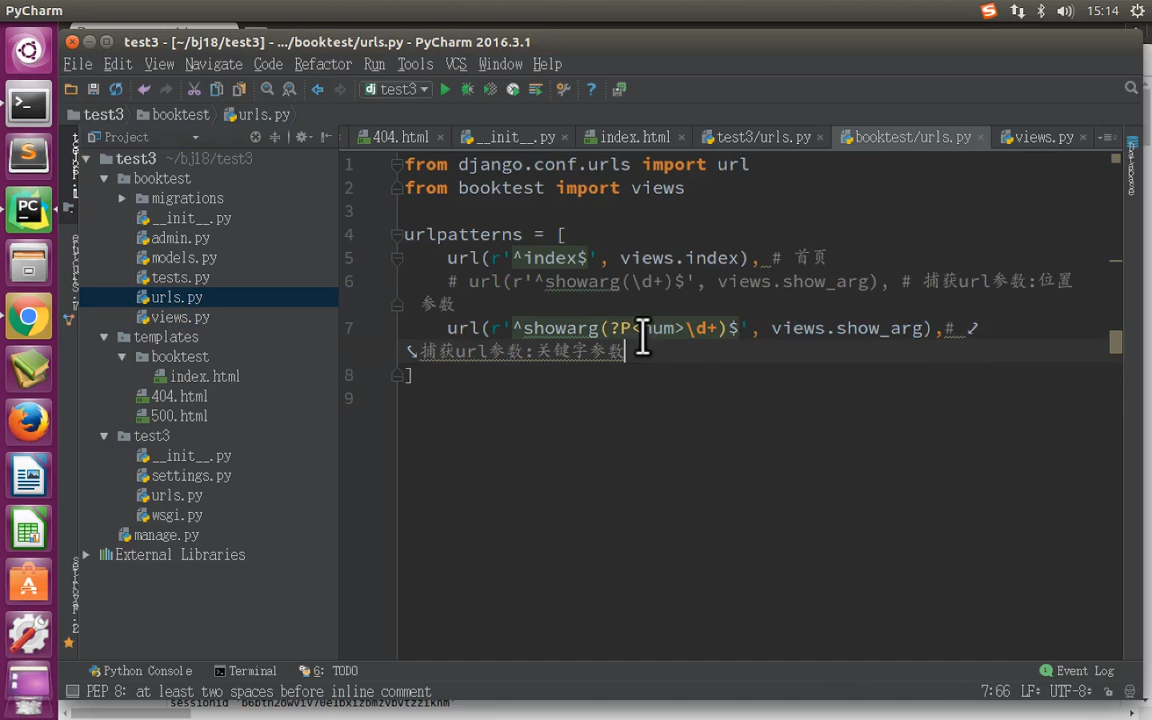 PyCharm
15:14
test3 - [~/bj18/test3] - .../booktest/urls.py - PyCharm 2016.3.1
File Edit View Navigate Code Refactor Run Tools VCS Window Help
test3
test3 booktest urls.py
Project
404.html __init__.py index.html test3/urls.py booktest/urls.py views.py
test3 ~/bj18/test3
booktest
migrations
__init__.py
admin.py
models.py
tests.py
urls.py
views.py
templates
booktest
index.html
404.html
500.html
test3
__init__.py
settings.py
urls.py
wsgi.py
manage.py
External Libraries
1 from django.conf.urls import url
2 from booktest import views
3
4 urlpatterns = [
5 url(r'^index$', views.index), # 首页
6 # url(r'^showarg(\d+)$', views.show_arg), # 捕获url参数:位置
参数
7 url(r'^showarg(?P<num>\d+)$', views.show_arg),#
捕获url参数:关键字参数
8 ]
9
Python Console Terminal 6: TODO Event Log
PEP 8: at least two spaces before inline comment 7:66 LF÷ UTF-8÷